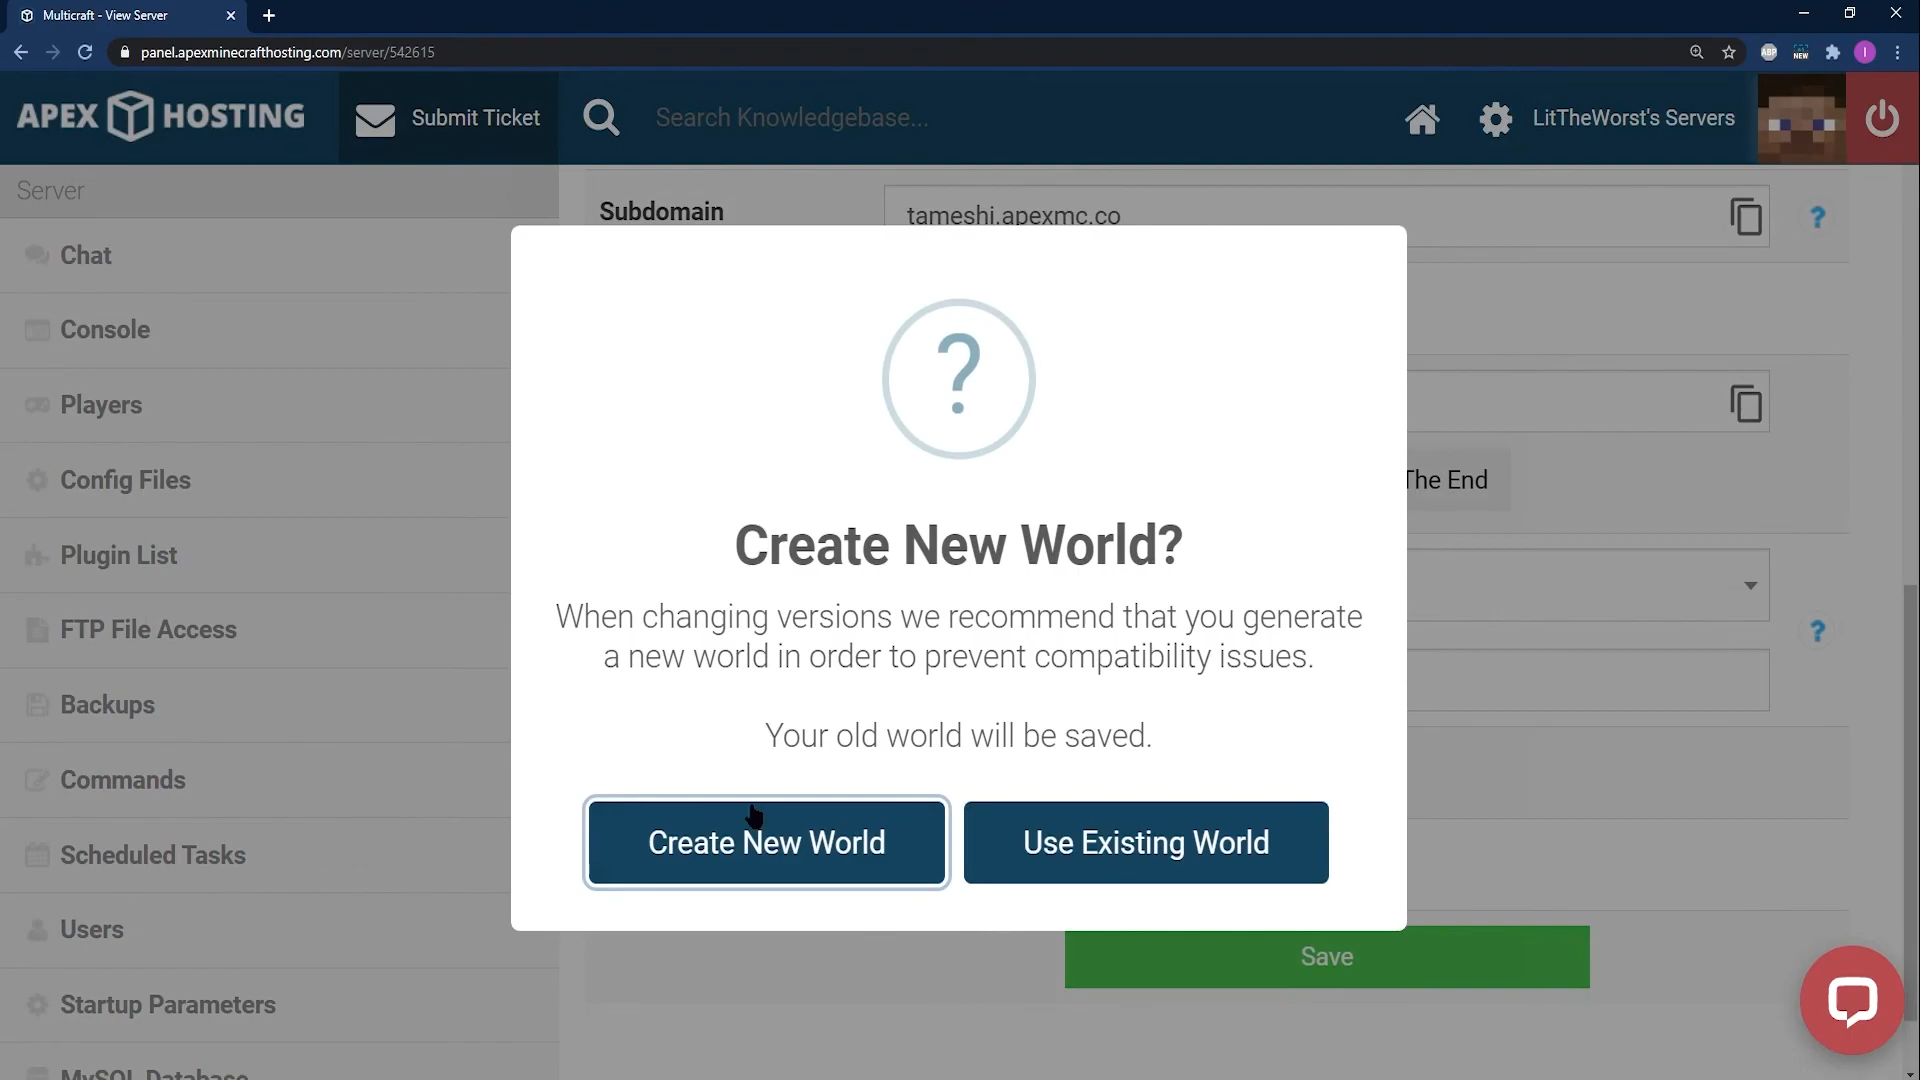 Multicraft - View Server
panel.apexminecrafthosting.com/server/542615
ABP
NEW
I
APEX HOSTING
Submit Ticket
Search Knowledgebase...
LitTheWorst's Servers
Server
Chat
Console
Players
Config Files
Plugin List
FTP File Access
Backups
Commands
Scheduled Tasks
Users
Startup Parameters
MySQL Database
Subdomain
tameshi.apexmc.co
?
The End
?
?
Create New World?
When changing versions we recommend that you generate
a new world in order to prevent compatibility issues.
Your old world will be saved.
Create New World
Use Existing World
Save